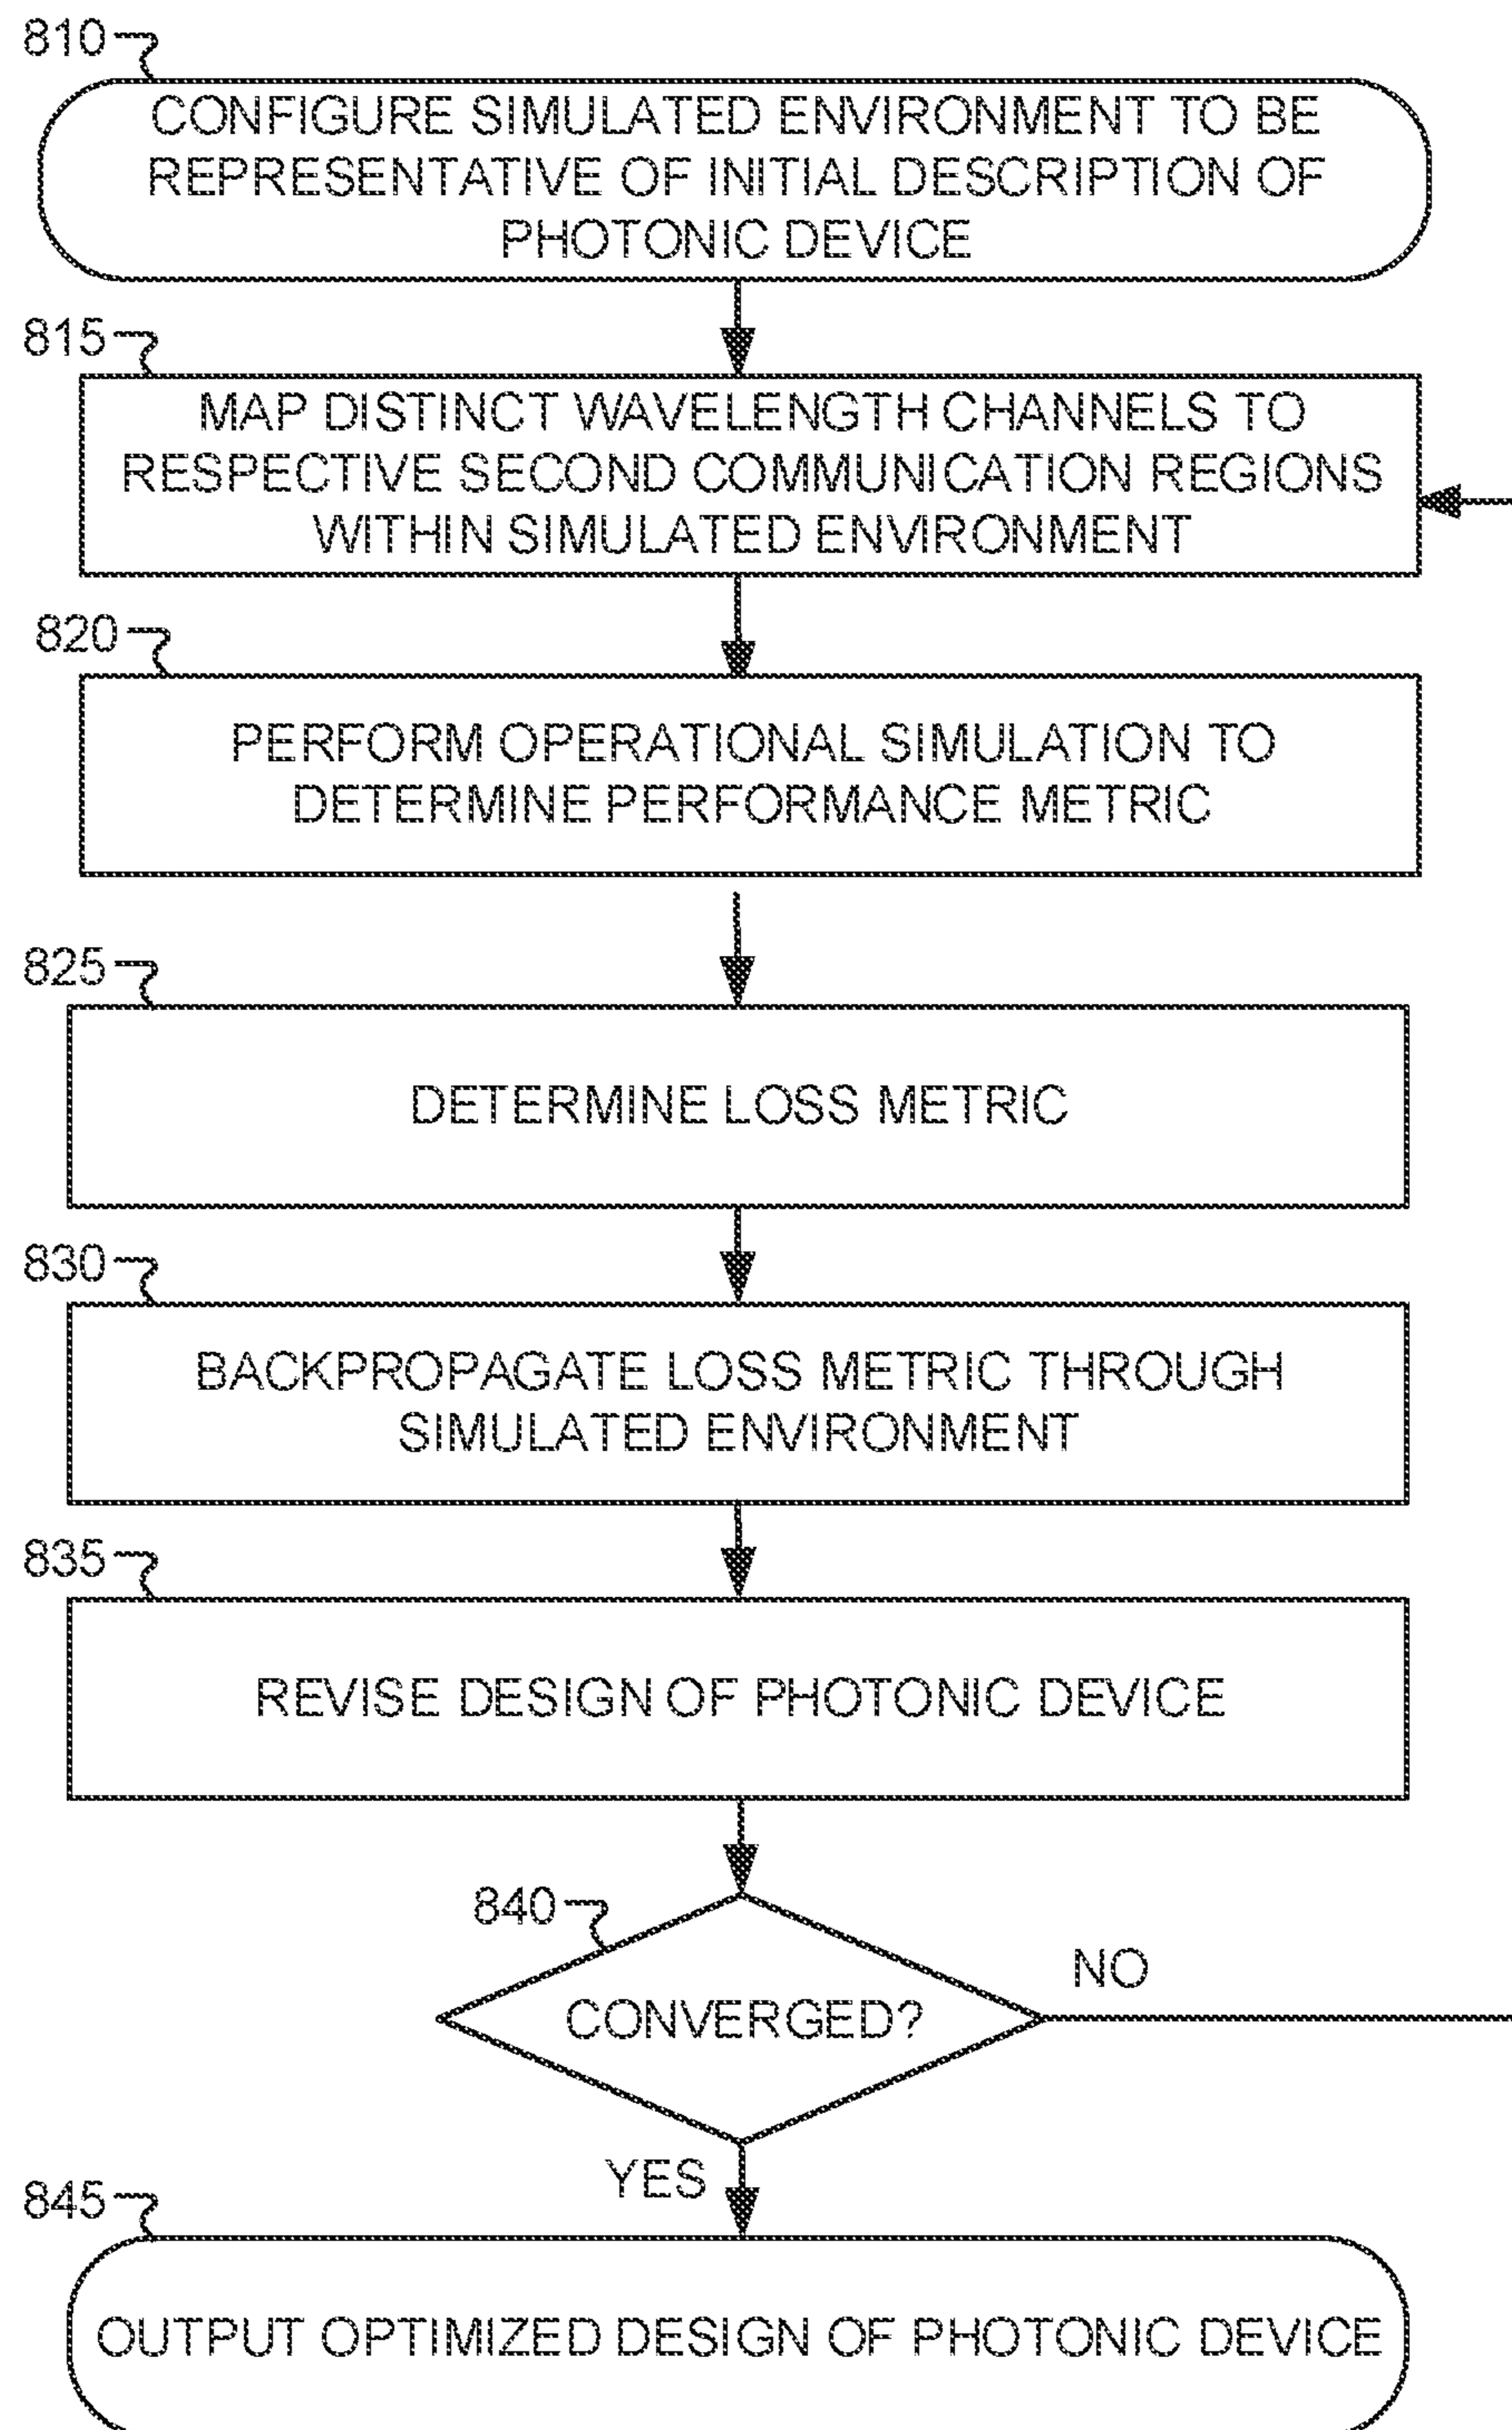 810
CONFIGURE SIMULATED ENVIRONMENT TO BE
REPRESENTATIVE OF INITIAL DESCRIPTION OF
PHOTONIC DEVICE
815
MAP DISTINCT WAVELENGTH CHANNELS TO
RESPECTIVE SECOND COMMUNICATION REGIONS
WITHIN SIMULATED ENVIRONMENT
820
PERFORM OPERATIONAL SIMULATION TO
DETERMINE PERFORMANCE METRIC
825
DETERMINE LOSS METRIC
830
BACKPROPAGATE LOSS METRIC THROUGH
SIMULATED ENVIRONMENT
835
REVISE DESIGN OF PHOTONIC DEVICE
840
CONVERGED?
NO
YES
845
OUTPUT OPTIMIZED DESIGN OF PHOTONIC DEVICE